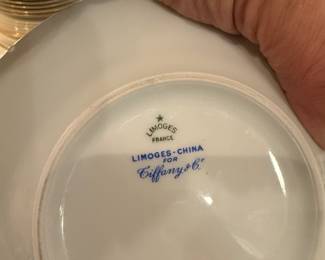 LIMOGES
FRANCE
LIMOGES-CHINA
FOR
Tiffany & Co